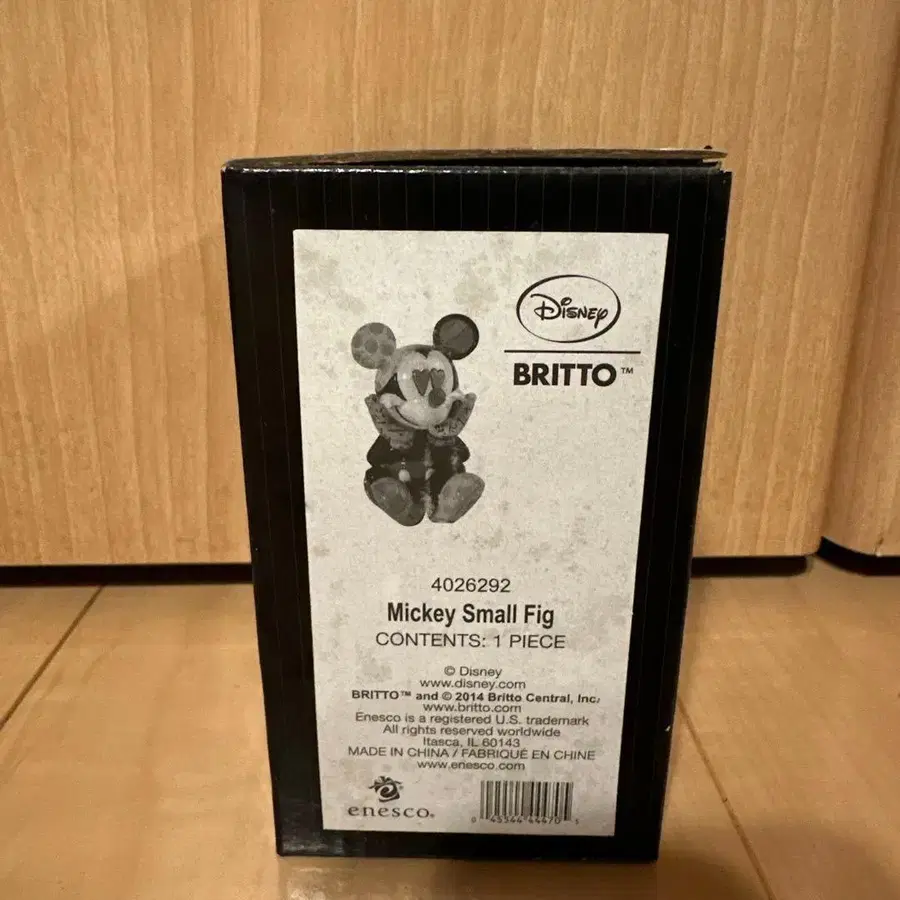 Disney
BRITTO™
4026292
Mickey Small Fig
CONTENTS: 1 PIECE
© Disney
www.disney.com
BRITTO™ and © 2014 Britto Central, Inc.
www.britto.com
Enesco is a registered U.S. trademark
All rights reserved worldwide
Itasca, IL 60143
MADE IN CHINA / FABRIQUÉ EN CHINE
www.enesco.com
enesco®